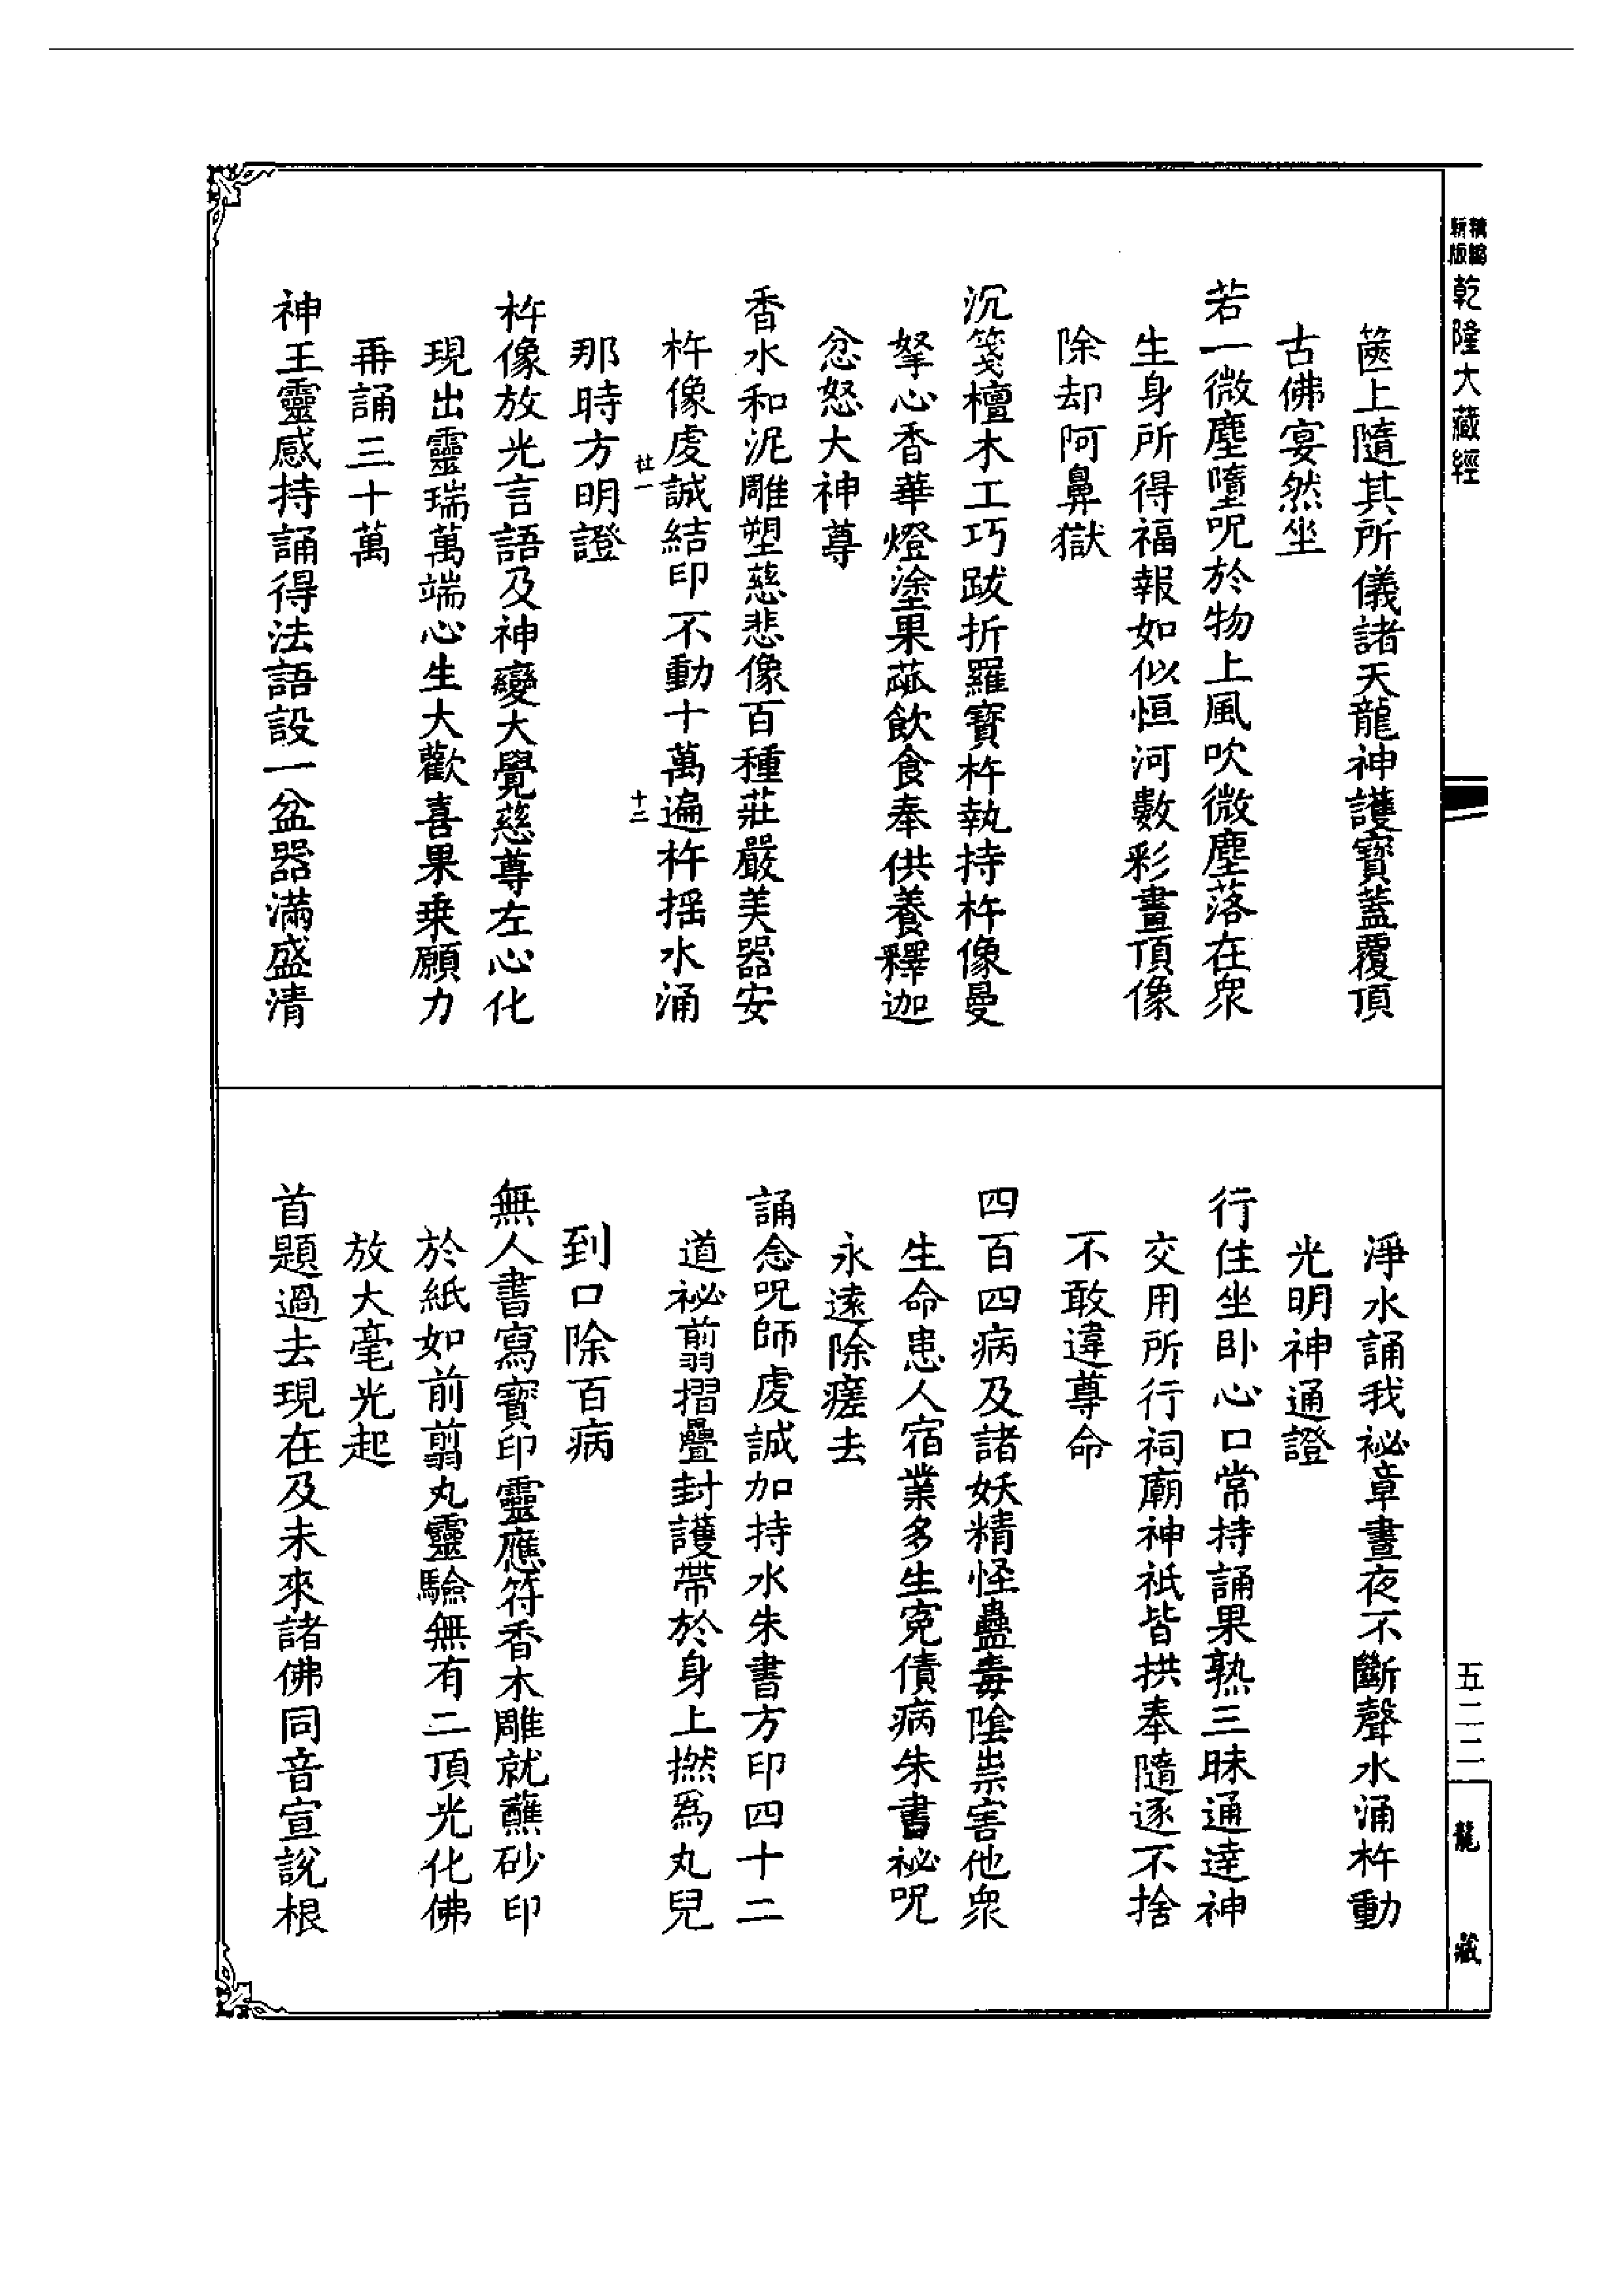 精鶴新版 乾隆大藏經
篋上隨其所儀諸天龍神護寶蓋覆頂
古佛宴然坐
若一微塵墮呪於物上風吹微塵落在衆
生身所得福報如似恒河數彩畫頂像
除却阿鼻獄
沉箋檀木工巧跋折羅寶杵執持杵像曼
拏心香華燈塗果蓏飲食奉供養釋迦
忿怒大神尊
香水和泥雕塑慈悲像百種莊嚴美器安
杵像虔誠結印不動十萬遍杵摇水涌
社一 十二
那時方明證
杵像放光言語及神變大覺慈尊左心化
現出靈瑞萬端心生大歡喜果乗願力
再誦三十萬
神王靈感持誦得法語設一盆器滿盛清
淨水誦我祕章晝夜不斷聲水涌杵動
光明神通證
行住坐卧心口常持誦果熟三昧通達神
交用所行祠廟神祇皆拱奉隨逐不捨
不敢違尊命
四百四病及諸妖精怪蠱毒陰祟害他衆
生命患人宿業多生寃債病朱書祕呪
永遠除瘥去
誦念呪師虔誠加持水朱書方印四十二
道祕翦摺疊封護帶於身上撚爲丸兒
到口除百病
無人書寫寳印靈應符香木雕就蘸砂印
於紙如前翦丸靈驗無有二頂光化佛
放大毫光起
首題過去現在及未來諸佛同音宣說根
五二二
龍藏